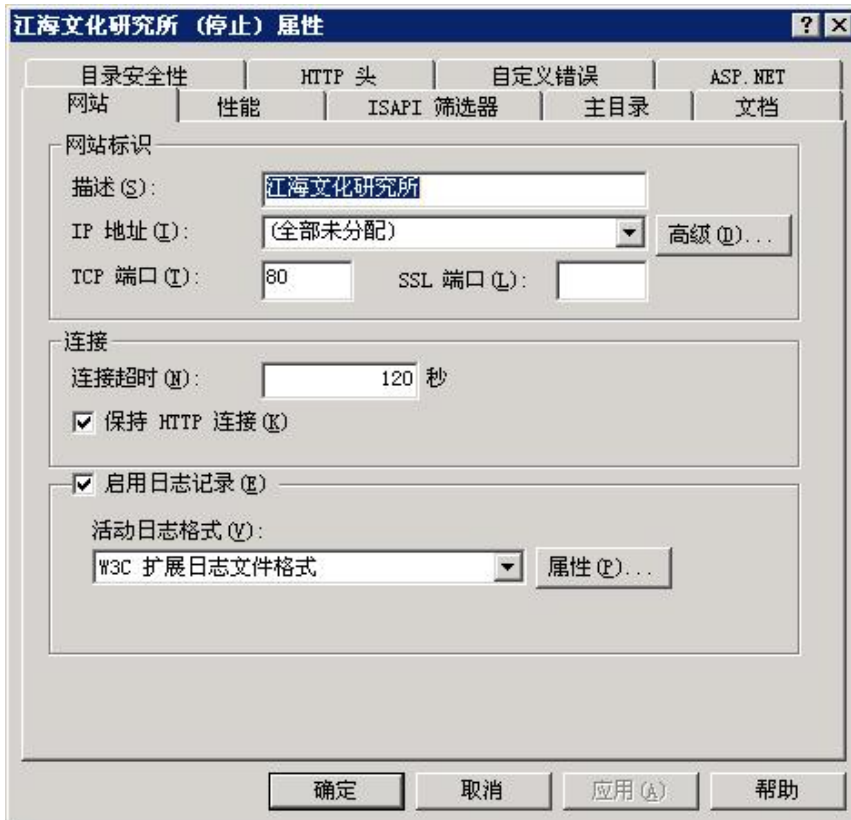 江海文化研究所 (停止) 属性
目录安全性 HTTP 头 自定义错误 ASP.NET
网站 性能 ISAPI 筛选器 主目录 文档
网站标识
描述(S): 江海文化研究所
IP 地址(I): (全部未分配) 高级(D)...
TCP 端口(T): 80 SSL 端口(L):
连接
连接超时(N): 120 秒
保持 HTTP 连接(K)
启用日志记录(E)
活动日志格式(V):
W3C 扩展日志文件格式 属性(P)...
确定 取消 应用(A) 帮助